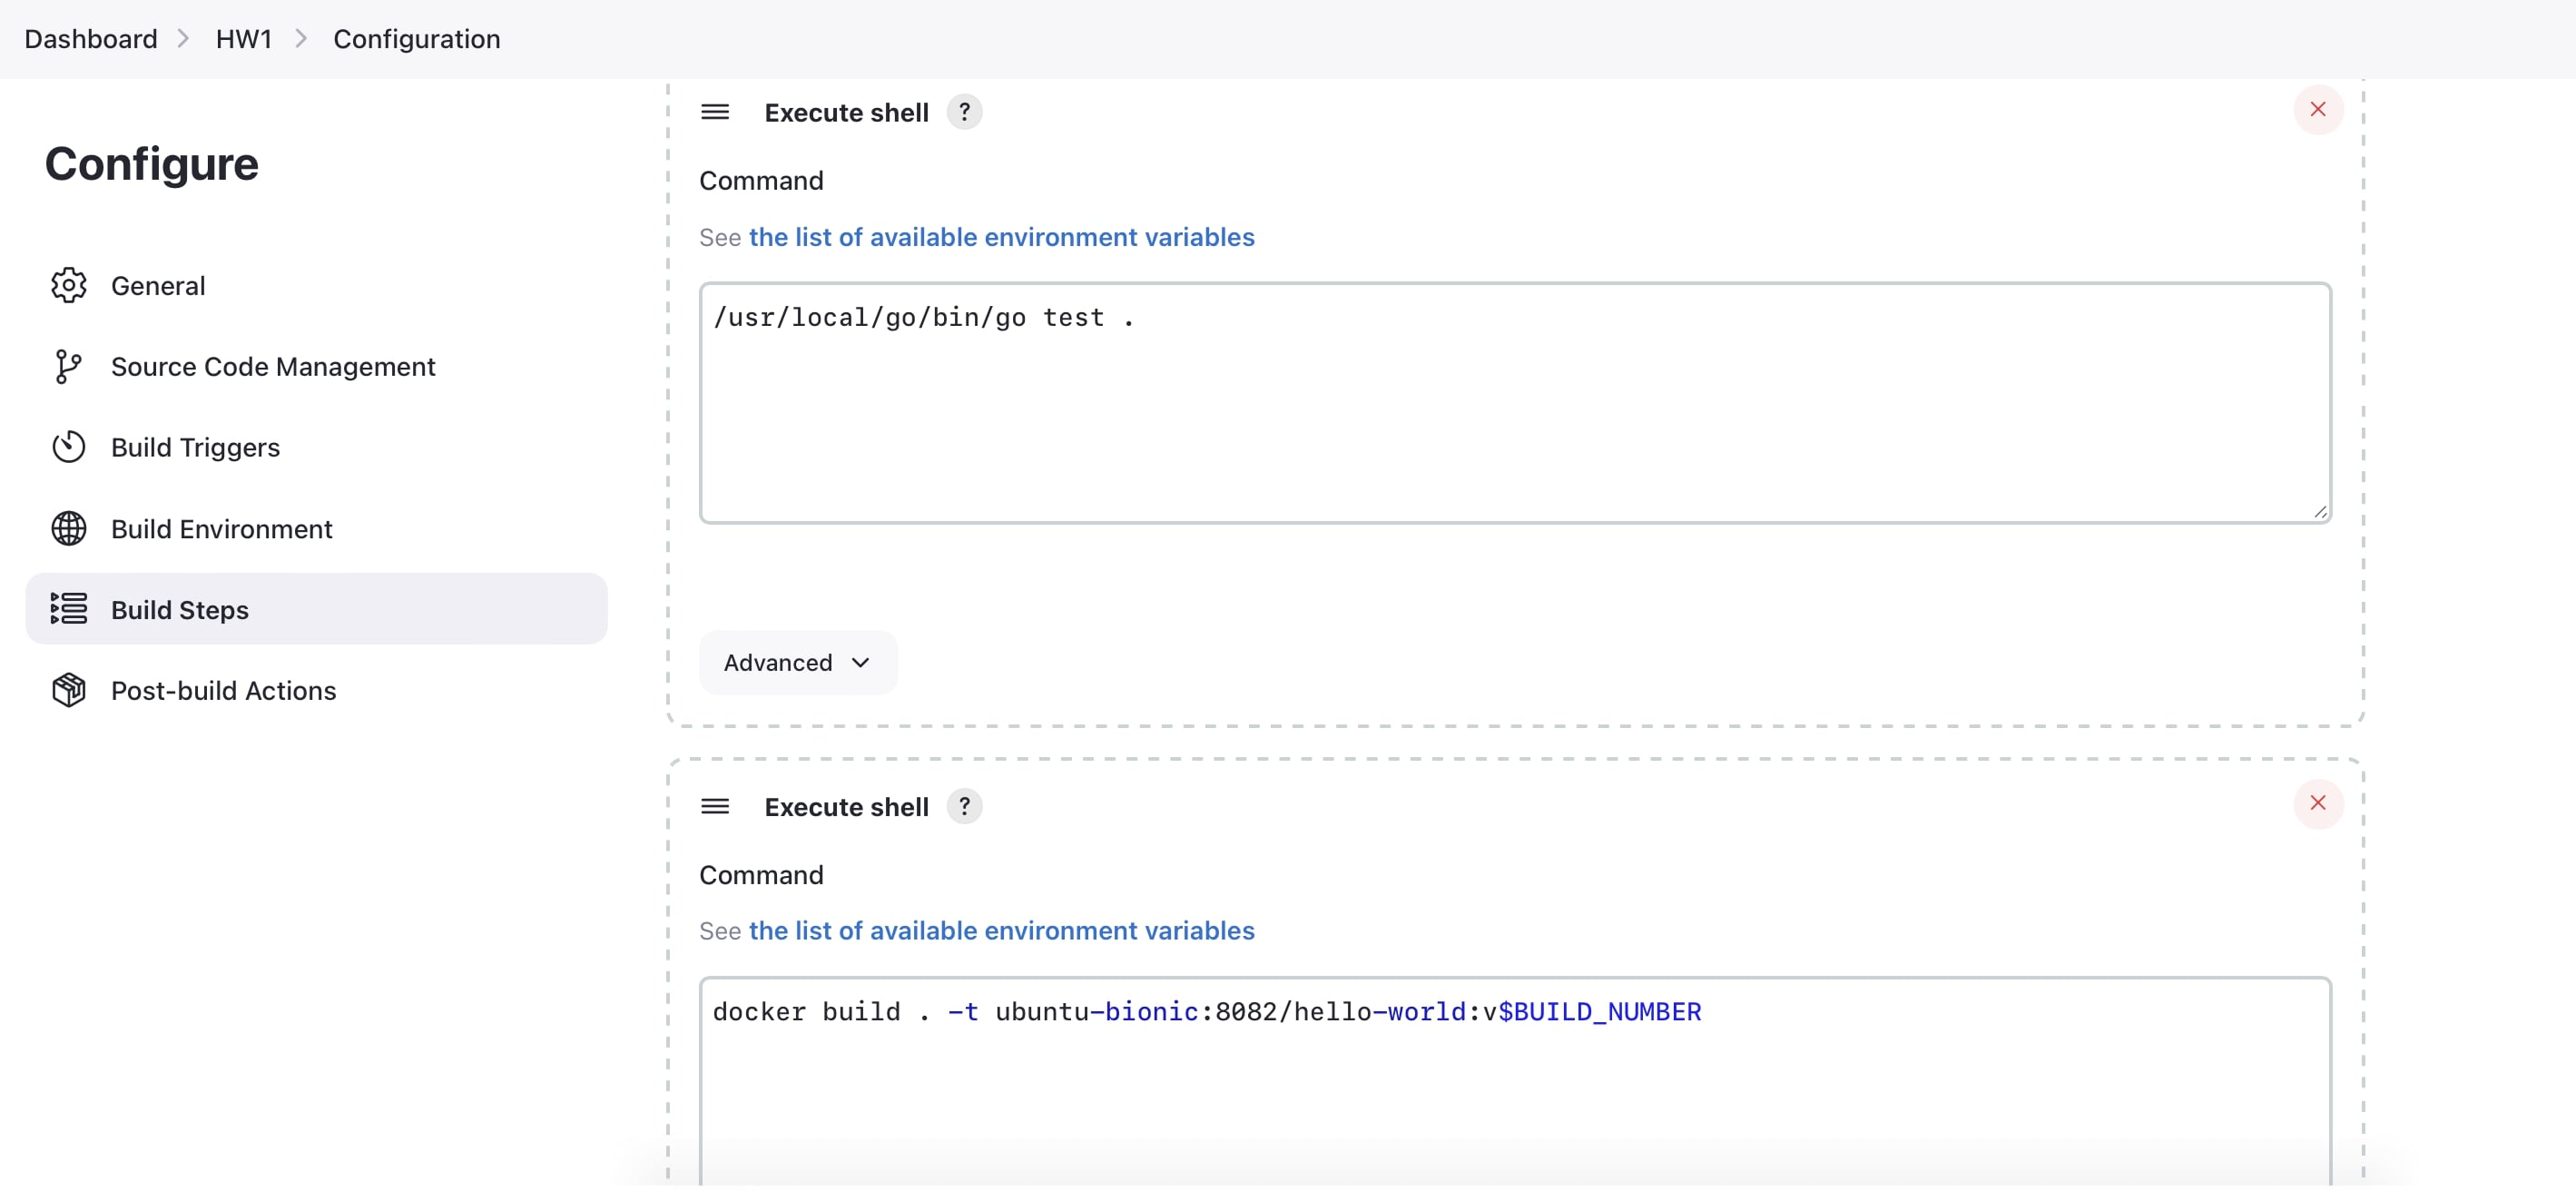 Dashboard > HW1 > Configuration
Configure
General
Source Code Management
Build Triggers
Build Environment
Build Steps
Post-build Actions
Execute shell ?
Command
See the list of available environment variables
/usr/local/go/bin/go test .
Advanced
Execute shell ?
Command
See the list of available environment variables
docker build . -t ubuntu-bionic:8082/hello-world:v$BUILD_NUMBER